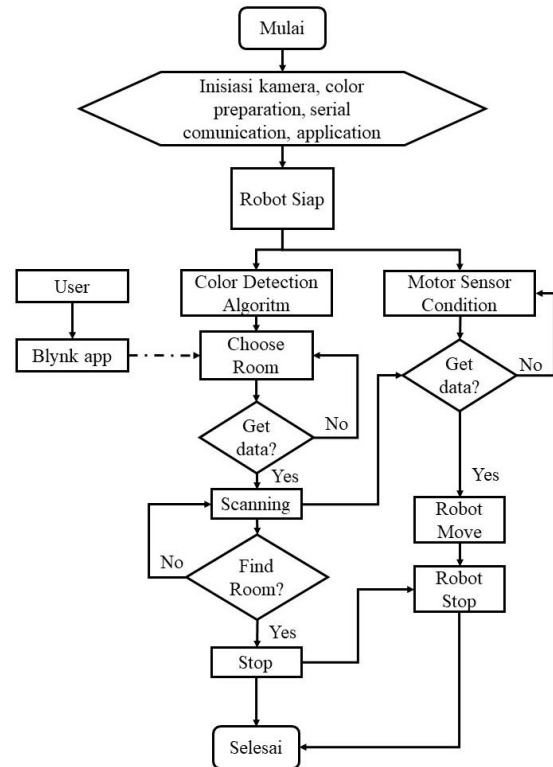 Mulai
Inisiasi kamera, color
preparation, serial
comunication, application
Robot Siap
User
Color Detection
Algoritm
Motor Sensor
Condition
Blynk app
Choose
Room
Get
data?
No
Get
data?
No
Yes
Yes
Scanning
Robot
Move
No
Find
Room?
Robot
Stop
Yes
Stop
Selesai